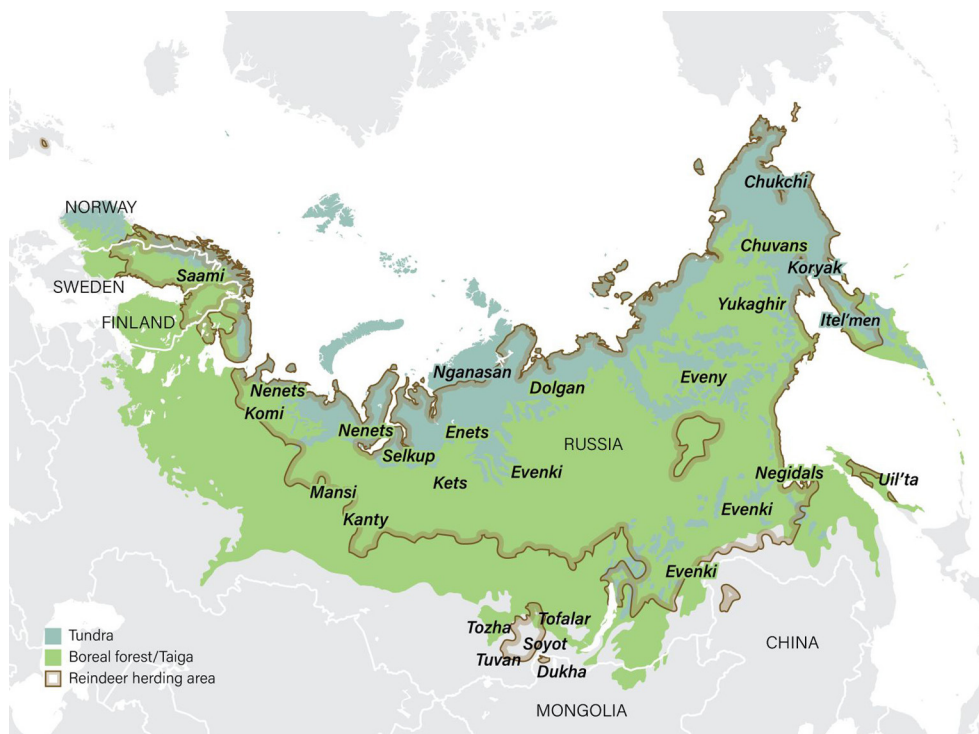 Chukchi
NORWAY
Chuvans
Koryak
Saami
SWEDEN
Yukaghir
FINLAND
Itel'men
Nganasan
Dolgan
Eveny
Nenets
Komi
Nenets
Enets
RUSSIA
Selkup
Evenki
Negidals
Uil'ta
Kets
Mansi
Evenki
Kanty
Evenki
Tofalar
Tozha
Soyot
CHINA
Tuvan
Dukha
MONGOLIA
Tundra
Boreal forest/Taiga
Reindeer herding area